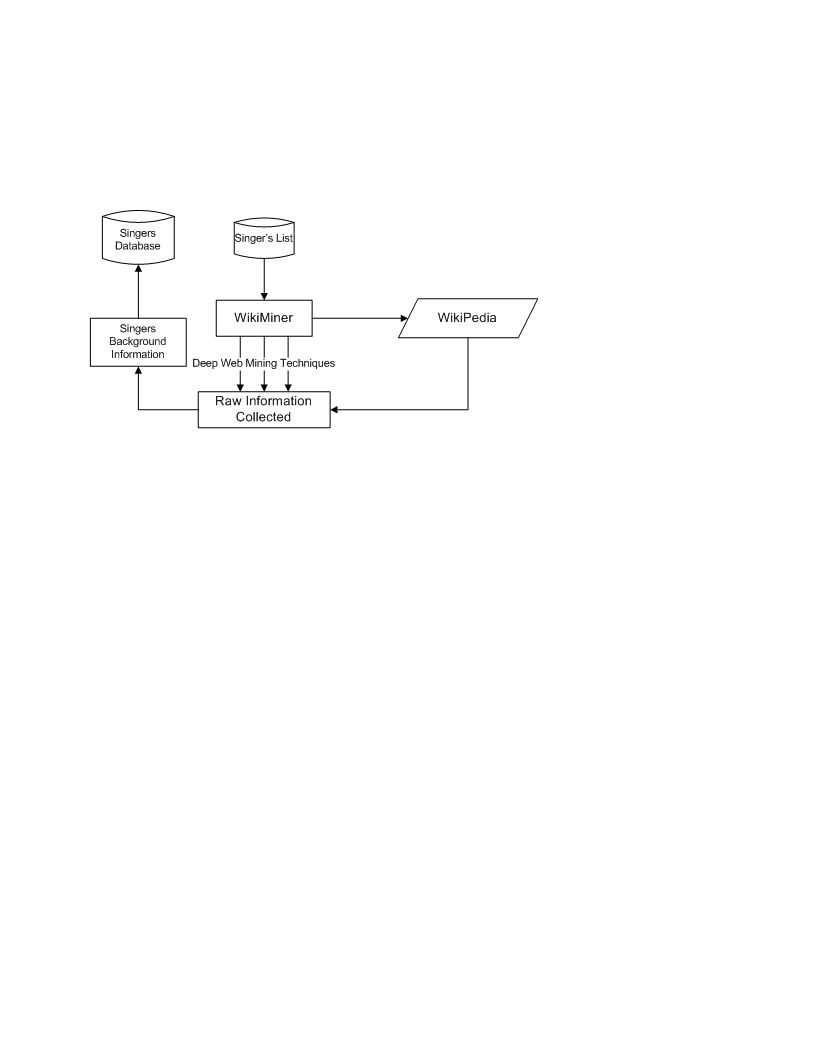 Singers
Database
Singer's List
WikiMiner
WikiPedia
Singers
Background
Information
Deep Web Mining Techniques
Raw Information
Collected